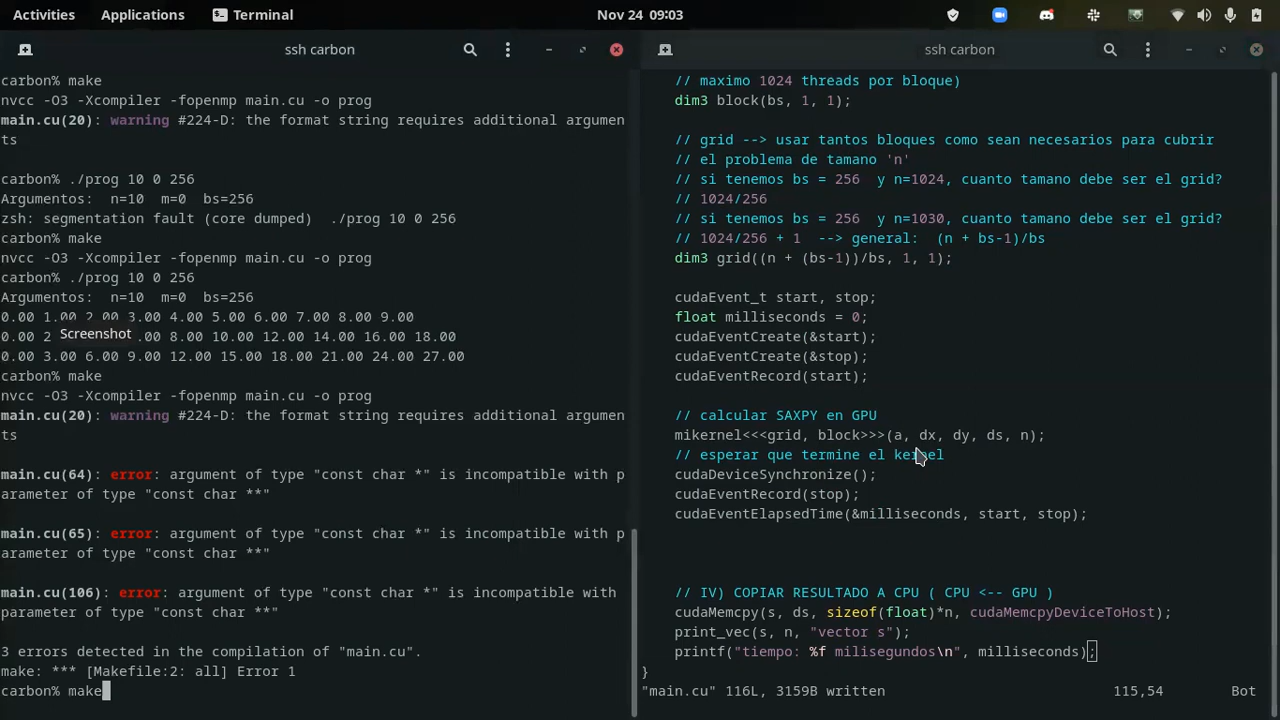 Activities Applications Terminal Nov 24 09:03
ssh carbon
carbon% make
nvcc -O3 -Xcompiler -fopenmp main.cu -o prog
main.cu(20): warning #224-D: the format string requires additional argumen
ts
carbon% ./prog 10 0 256
Argumentos: n=10 m=0 bs=256
zsh: segmentation fault (core dumped) ./prog 10 0 256
carbon% make
nvcc -O3 -Xcompiler -fopenmp main.cu -o prog
carbon% ./prog 10 0 256
Argumentos: n=10 m=0 bs=256
0.00 1.00 2.00 3.00 4.00 5.00 6.00 7.00 8.00 9.00
0.00 2 8.00 10.00 12.00 14.00 16.00 18.00
Screenshot
0.00 3.00 6.00 9.00 12.00 15.00 18.00 21.00 24.00 27.00
carbon% make
nvcc -O3 -Xcompiler -fopenmp main.cu -o prog
main.cu(20): warning #224-D: the format string requires additional argumen
ts
main.cu(64): error: argument of type "const char *" is incompatible with p
arameter of type "const char **"
main.cu(65): error: argument of type "const char *" is incompatible with p
arameter of type "const char **"
main.cu(106): error: argument of type "const char *" is incompatible with
parameter of type "const char **"
3 errors detected in the compilation of "main.cu".
make: *** [Makefile:2: all] Error 1
carbon% make
ssh carbon
// maximo 1024 threads por bloque)
dim3 block(bs, 1, 1);
// grid --> usar tantos bloques como sean necesarios para cubrir
// el problema de tamano 'n'
// si tenemos bs = 256 y n=1024, cuanto tamano debe ser el grid?
// 1024/256
// si tenemos bs = 256 y n=1030, cuanto tamano debe ser el grid?
// 1024/256 + 1 --> general: (n + bs-1)/bs
dim3 grid((n + (bs-1))/bs, 1, 1);
cudaEvent_t start, stop;
float milliseconds = 0;
cudaEventCreate(&start);
cudaEventCreate(&stop);
cudaEventRecord(start);
// calcular SAXPY en GPU
mikernel<<<grid, block>>>(a, dx, dy, ds, n);
// esperar que termine el kernel
cudaDeviceSynchronize();
cudaEventRecord(stop);
cudaEventElapsedTime(&milliseconds, start, stop);
// IV) COPIAR RESULTADO A CPU ( CPU <-- GPU )
cudaMemcpy(s, ds, sizeof(float)*n, cudaMemcpyDeviceToHost);
print_vec(s, n, "vector s");
printf("tiempo: %f milisegundos\n", milliseconds);
}
"main.cu" 116L, 3159B written 115,54 Bot